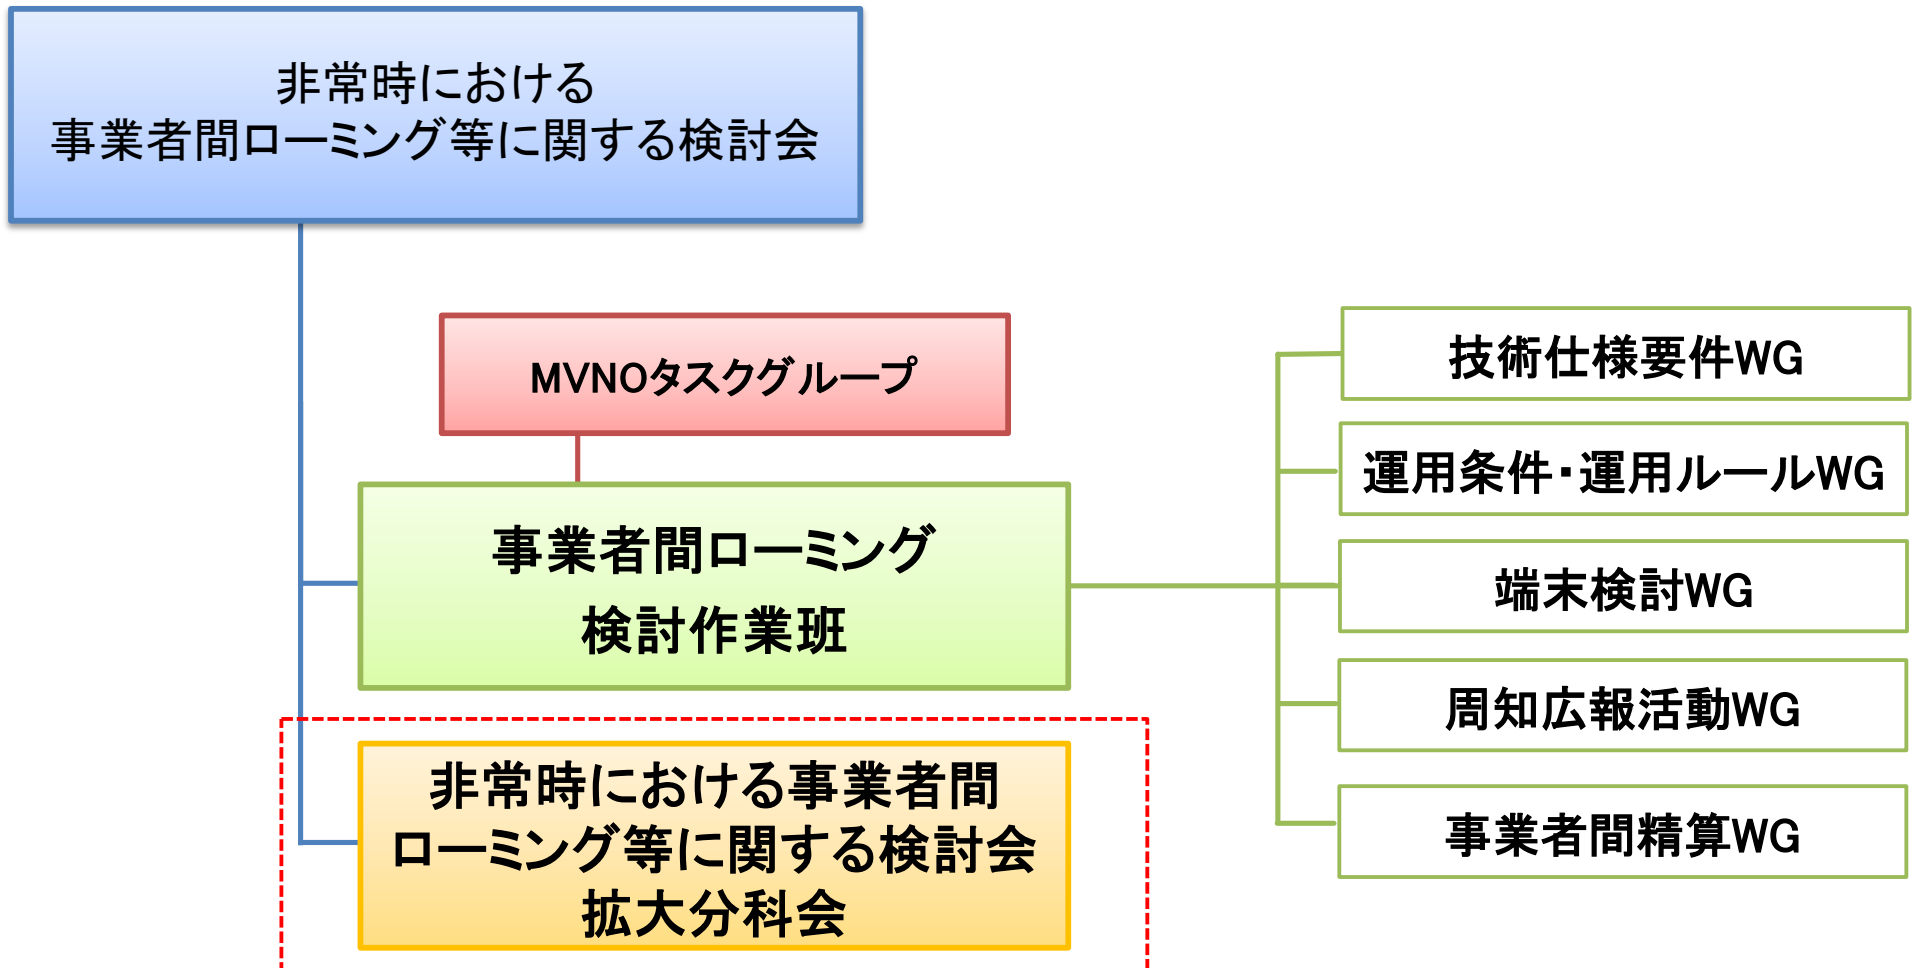 非常時における
事業者間ローミング等に関する検討会
MVNOタスクグループ
事業者間ローミング
検討作業班
非常時における事業者間
ローミング等に関する検討会
拡大分科会
技術仕様要件WG
運用条件・運用ルールWG
端末検討WG
周知広報活動WG
事業者間精算WG